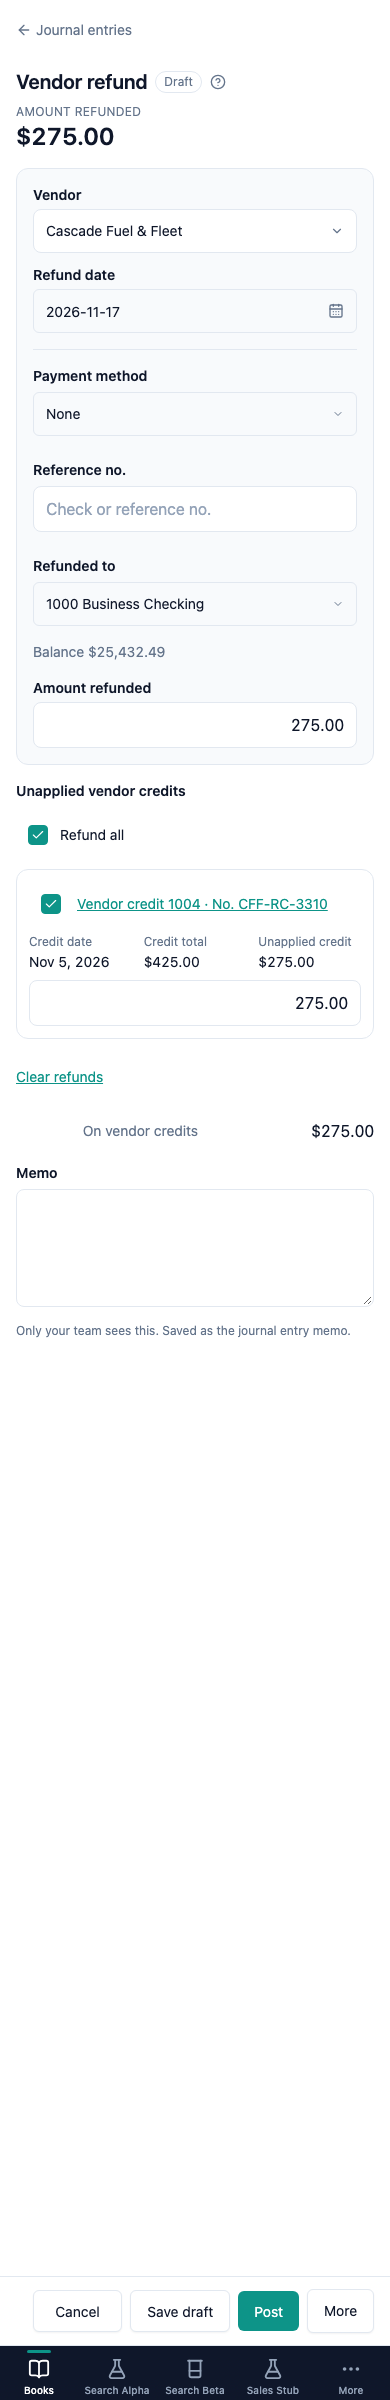 Journal entries
Vendor refund Draft
AMOUNT REFUNDED
$275.00
Vendor
Cascade Fuel & Fleet
Refund date
2026-11-17
Payment method
None
Reference no.
Check or reference no.
Refunded to
1000 Business Checking
Balance $25,432.49
Amount refunded
275.00
Unapplied vendor credits
Refund all
Vendor credit 1004 · No. CFF-RC-3310
Credit date Credit total Unapplied credit
Nov 5, 2026 $425.00 $275.00
275.00
Clear refunds
On vendor credits $275.00
Memo
Only your team sees this. Saved as the journal entry memo.
Cancel Save draft Post More
Books Search Alpha Search Beta Sales Stub More